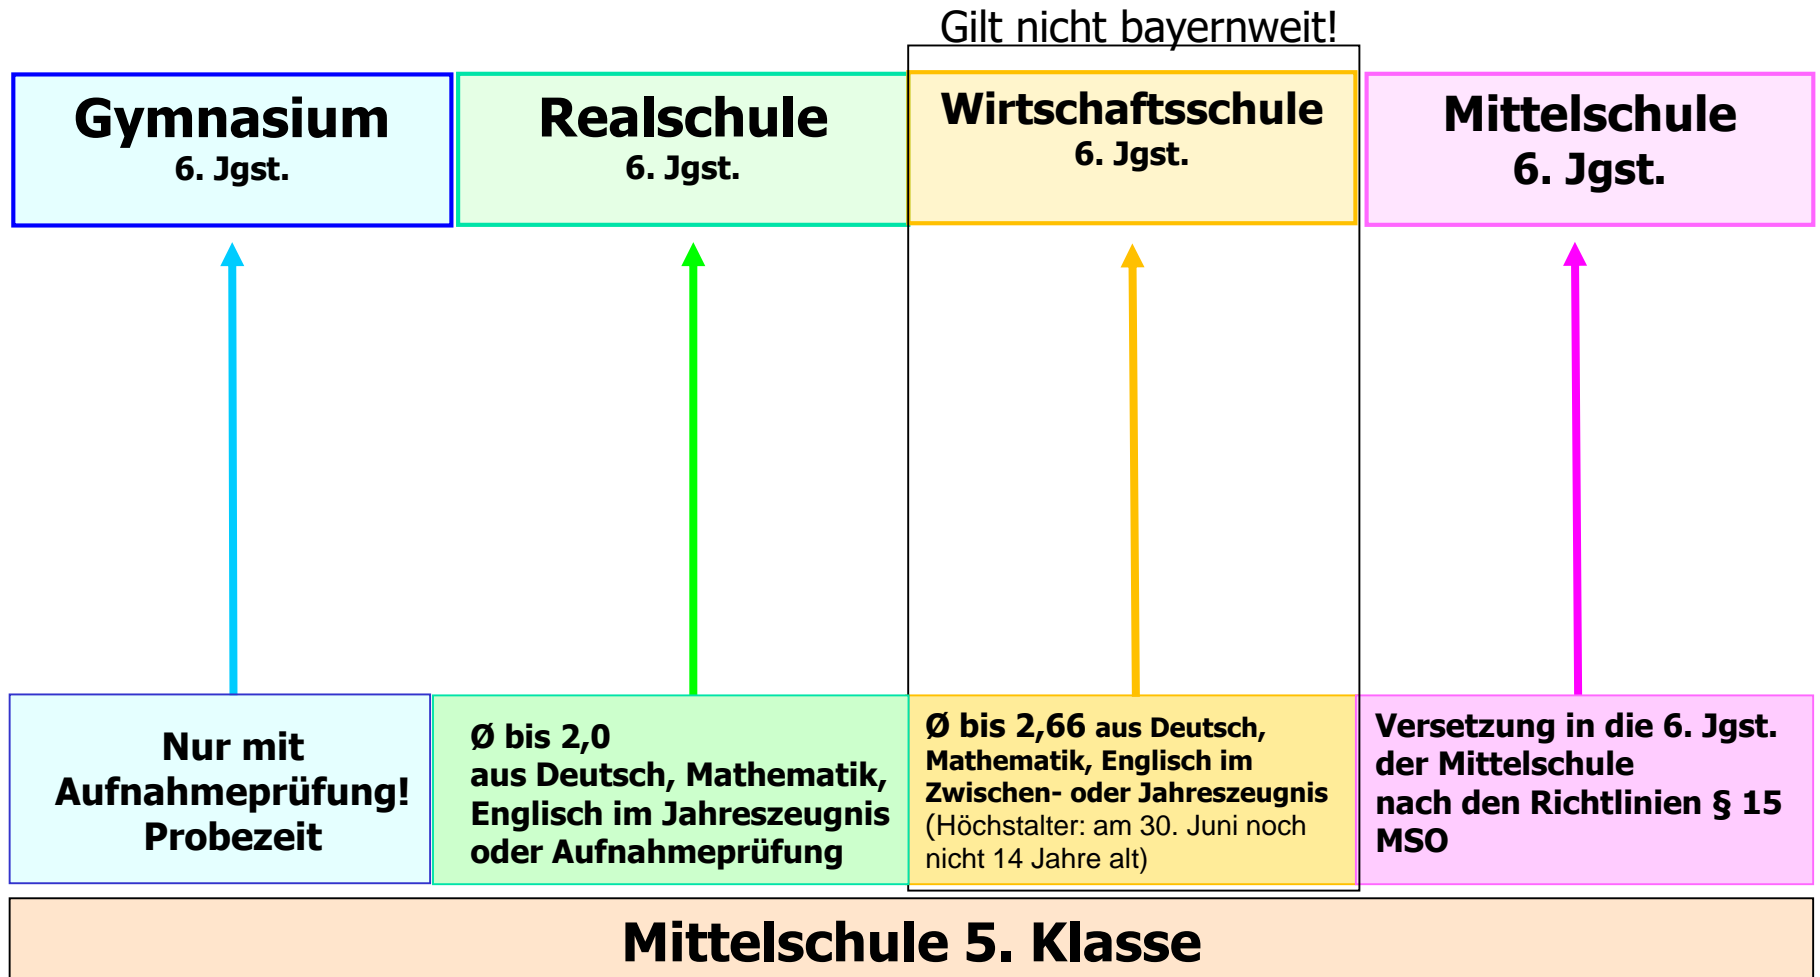 Gilt nicht bayernweit!
Gymnasium
6. Jgst.
Realschule
6. Jgst.
Wirtschaftsschule
6. Jgst.
Mittelschule
6. Jgst.
Nur mit
Aufnahmeprüfung!
Probezeit
Ø bis 2,0
aus Deutsch, Mathematik,
Englisch im Jahreszeugnis
oder Aufnahmeprüfung
Ø bis 2,66 aus Deutsch,
Mathematik, Englisch im
Zwischen- oder Jahreszeugnis
(Höchstalter: am 30. Juni noch
nicht 14 Jahre alt)
Versetzung in die 6. Jgst.
der Mittelschule
nach den Richtlinien § 15
MSO
Mittelschule 5. Klasse